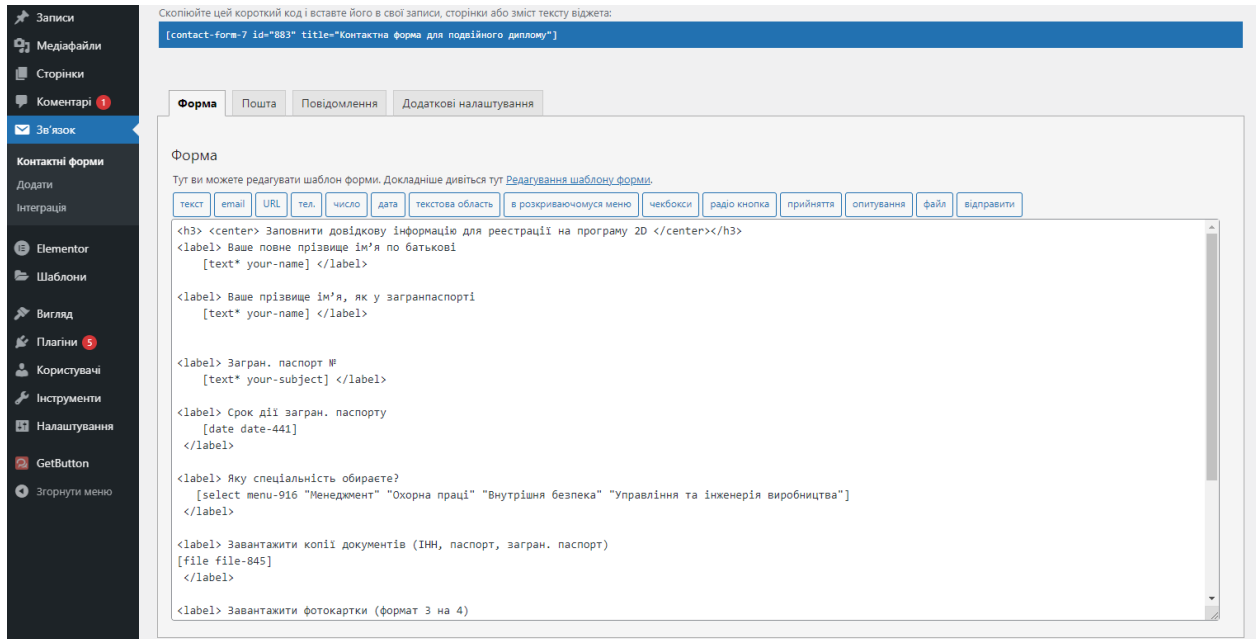 Записи
Медіафайли
Сторінки
Коментарі 1
Зв'язок
Контактні форми
Додати
Інтеграція
Elementor
Шаблони
Вигляд
Плагіни 5
Користувачі
Інструменти
Налаштування
GetButton
Згорнути меню
Скопіюйте цей короткий код і вставте його в свої записи, сторінки або зміст тексту віджета:
[contact-form-7 id="883" title="Контактна форма для подвійного диплому"]
Форма Пошта Повідомлення Додаткові налаштування
Форма
Тут ви можете редагувати шаблон форми. Докладніше дивіться тут Редагування шаблону форми.
текст email URL тел. число дата текстова область в розкриваючомуся меню чекбокси радіо кнопка прийняття опитування файл відправити
<h3> <center> Заповнити довідкову інформацію для реестрації на програму 2D </center></h3>
<label> Ваше повне прізвище ім’я по батькові
[text* your-name] </label>
<label> Ваше прізвище ім’я, як у загранпаспорті
[text* your-name] </label>
<label> Загран. паспорт №
[text* your-subject] </label>
<label> Срок дії загран. паспорту
[date date-441]
</label>
<label> Яку спеціальність обираєте?
[select menu-916 "Менеджмент" "Охорна праці" "Внутрішня безпека" "Управління та інженерія виробництва"]
</label>
<label> Завантажити копії документів (ІНН, паспорт, загран. паспорт)
[file file-845]
</label>
<label> Завантажити фотокартки (формат 3 на 4)